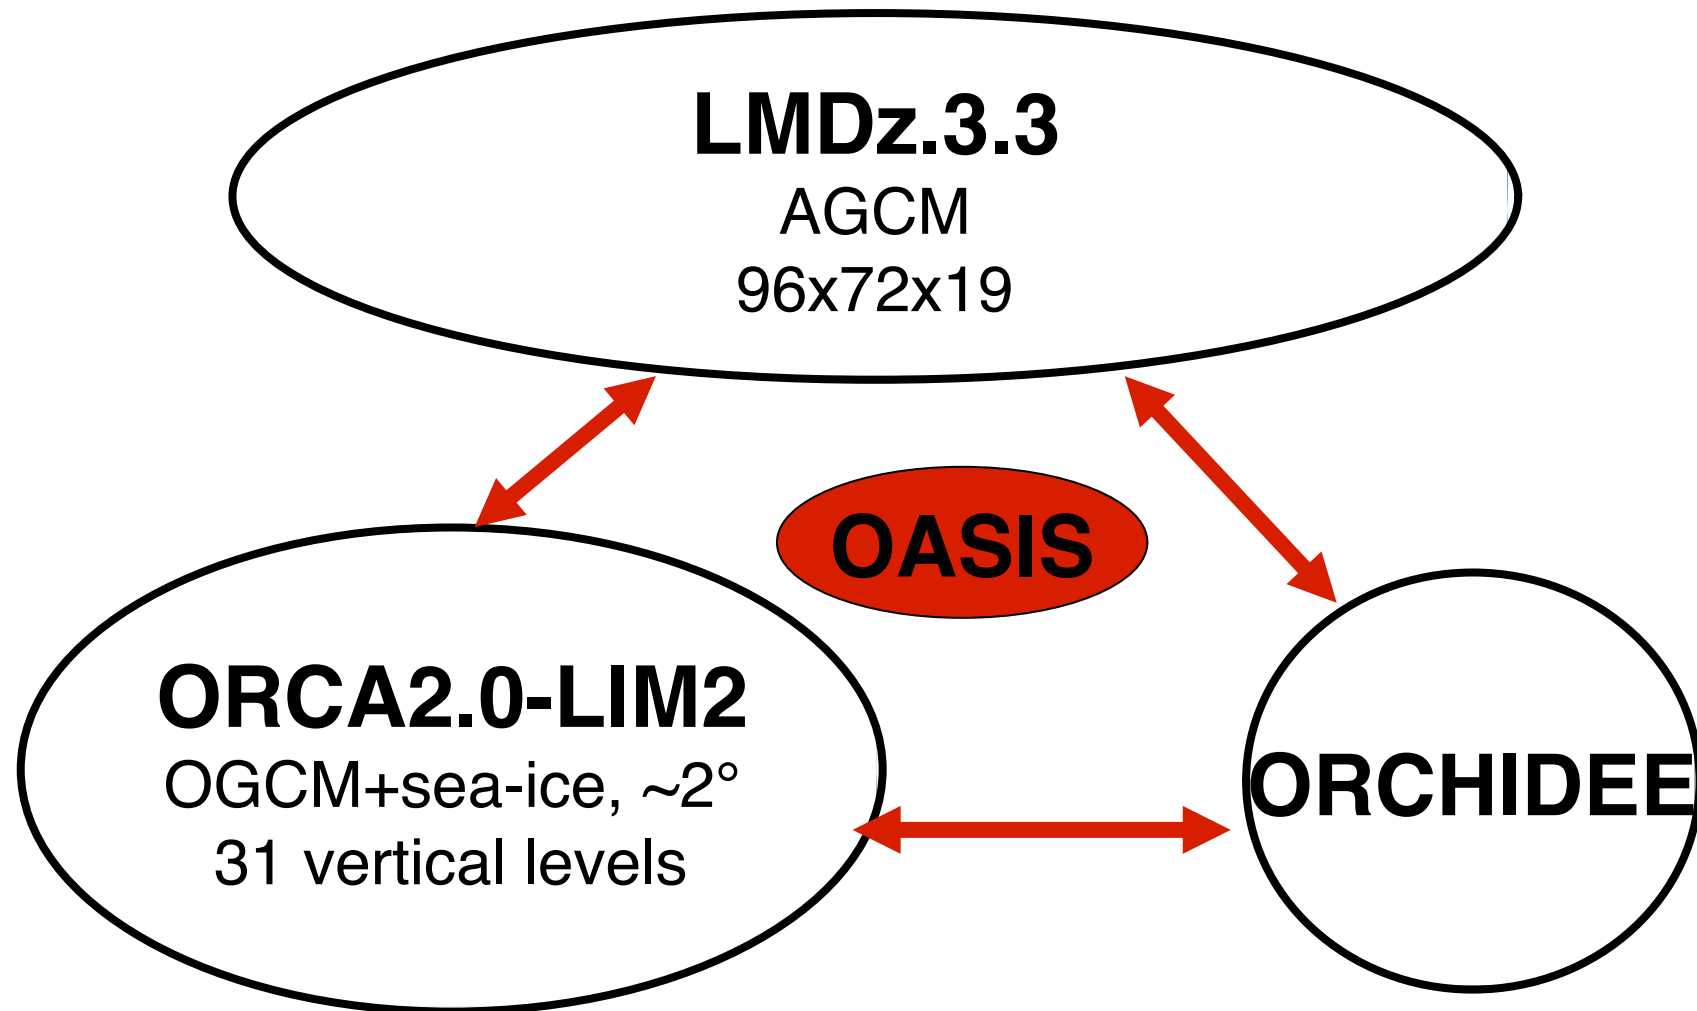 LMDz.3.3
AGCM
96x72x19
OASIS
ORCA2.0-LIM2
OGCM+sea-ice, ~2°
31 vertical levels
ORCHIDEE